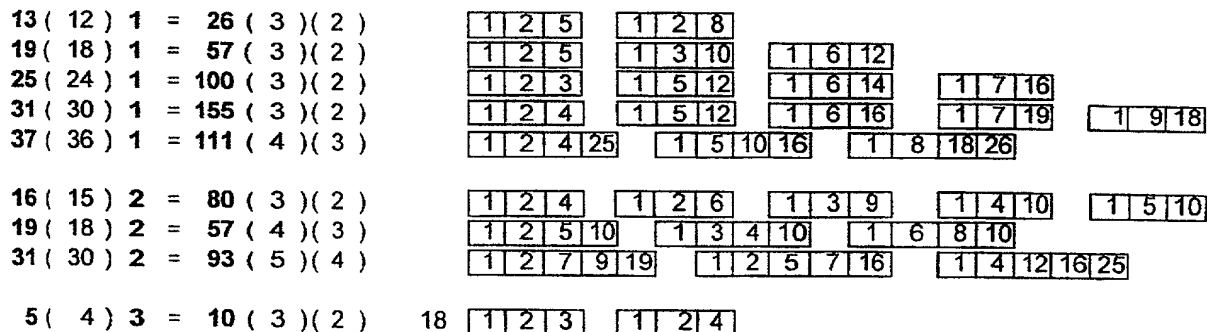 13 ( 12 ) 1 = 26 ( 3 )( 2 ) 1 2 5 1 2 8
19 ( 18 ) 1 = 57 ( 3 )( 2 ) 1 2 5 1 3 10 1 6 12
25 ( 24 ) 1 = 100 ( 3 )( 2 ) 1 2 3 1 5 12 1 6 14 1 7 16
31 ( 30 ) 1 = 155 ( 3 )( 2 ) 1 2 4 1 5 12 1 6 16 1 7 19 1 9 18
37 ( 36 ) 1 = 111 ( 4 )( 3 ) 1 2 4 25 1 5 10 16 1 8 18 26
16 ( 15 ) 2 = 80 ( 3 )( 2 ) 1 2 4 1 2 6 1 3 9 1 4 10 1 5 10
19 ( 18 ) 2 = 57 ( 4 )( 3 ) 1 2 5 10 1 3 4 10 1 6 8 10
31 ( 30 ) 2 = 93 ( 5 )( 4 ) 1 2 7 9 19 1 2 5 7 16 1 4 12 16 25
5 ( 4 ) 3 = 10 ( 3 )( 2 ) 18 1 2 3 1 2 4